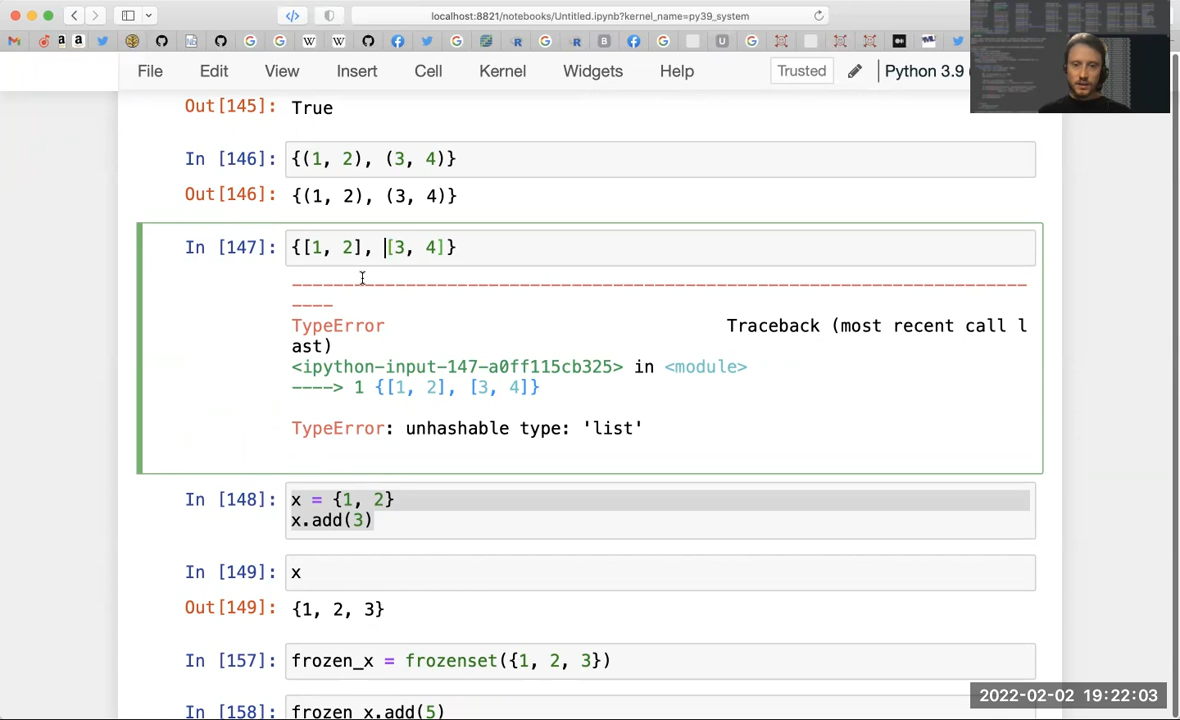 localhost:8821/notebooks/Untitled.ipynb?kernel_name=py39_system
File Edit View Insert Cell Kernel Widgets Help Trusted Python 3.9
Out[145]: True
In [146]: {(1, 2), (3, 4)}
Out[146]: {(1, 2), (3, 4)}
In [147]: {[1, 2], [3, 4]}
---------------------------------------------------------------------------
TypeError Traceback (most recent call l
ast)
<ipython-input-147-a0ff115cb325> in <module>
----> 1 {[1, 2], [3, 4]}
TypeError: unhashable type: 'list'
In [148]: x = {1, 2}
x.add(3)
In [149]: x
Out[149]: {1, 2, 3}
In [157]: frozen_x = frozenset({1, 2, 3})
In [158]: frozen_x.add(5)
2022-02-02 19:22:03